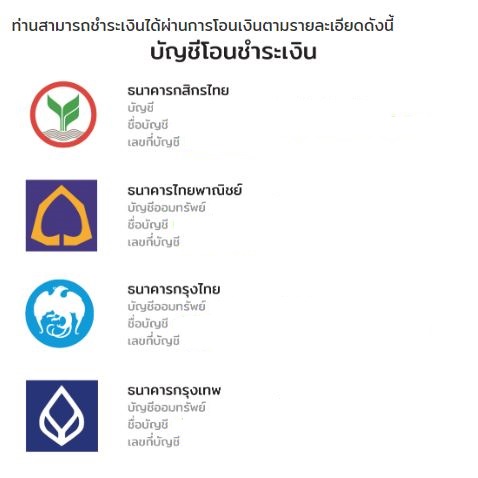 ท่านสามารถชำระเงินได้ผ่านการโอนเงินตามรายละเอียดดังนี้
บัญชีโอนชำระเงิน
ธนาคารกสิกรไทย
บัญชี
ชื่อบัญชี
เลขที่บัญชี
ธนาคารไทยพาณิชย์
บัญชีออมทรัพย์
ชื่อบัญชี
เลขที่บัญชี
ธนาคารกรุงไทย
บัญชีออมทรัพย์
ชื่อบัญชี
เลขที่บัญชี
ธนาคารกรุงเทพ
บัญชีออมทรัพย์
ชื่อบัญชี
เลขที่บัญชี